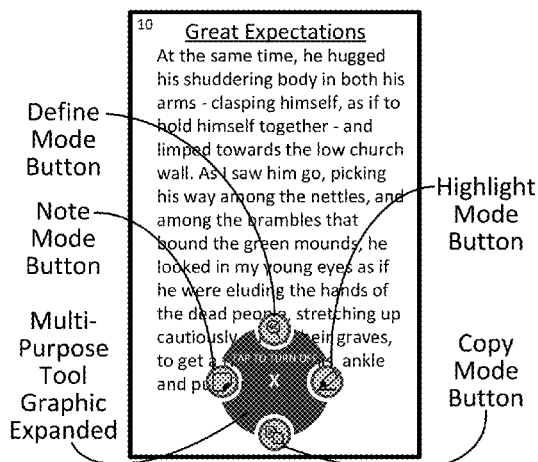 10
Great Expectations
At the same time, he hugged
his shuddering body in both his
arms - clasping himself, as if to
hold himself together - and
limped towards the low church
wall. As I saw him go, picking
his way among the nettles, and
among the brambles that
bound the green mounds, he
looked in my young eyes as if
he were eluding the hands of
the dead people, stretching up
cautiously their graves,
to get a ankle
and pu
TAP TO TURN OFF
X
Define
Mode
Button
Note
Mode
Button
Multi-
Purpose
Tool
Graphic
Expanded
Highlight
Mode
Button
Copy
Mode
Button